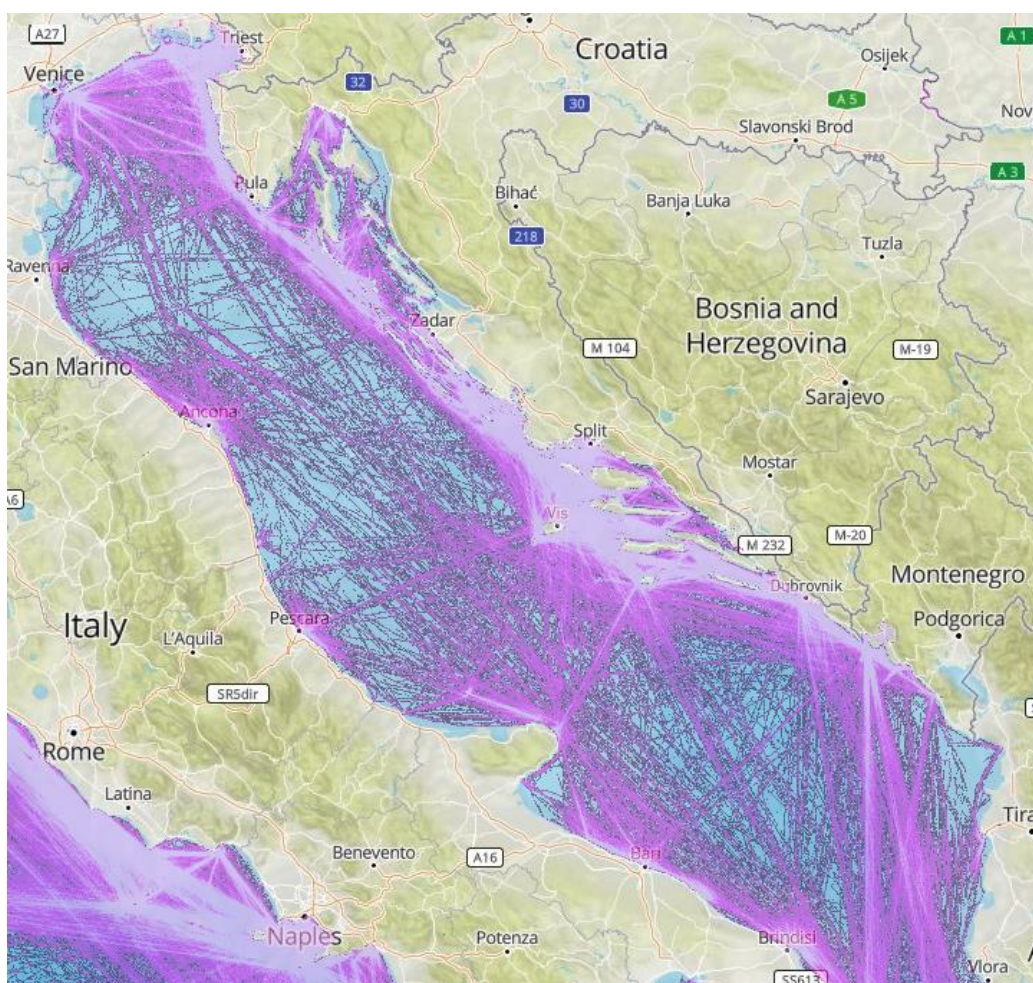 A27
Triest
Croatia
A 1
Osijek
Venice
32
30
A 5
Nov
Slavonski Brod
A 3
Pula
Bihać
Banja Luka
218
Tuzla
Ravenna
Bosnia and
Herzegovina
Zadar
M 104
M-19
San Marino
Sarajevo
Ancona
Split
Mostar
A6
Vis
M 232
M-20
Montenegro
Dubrovnik
Podgorica
Italy
Pescara
L'Aquila
SR5dir
Rome
Latina
Tira
Benevento
A16
Bari
Naples
Potenza
Brindisi
SS613
Vlora